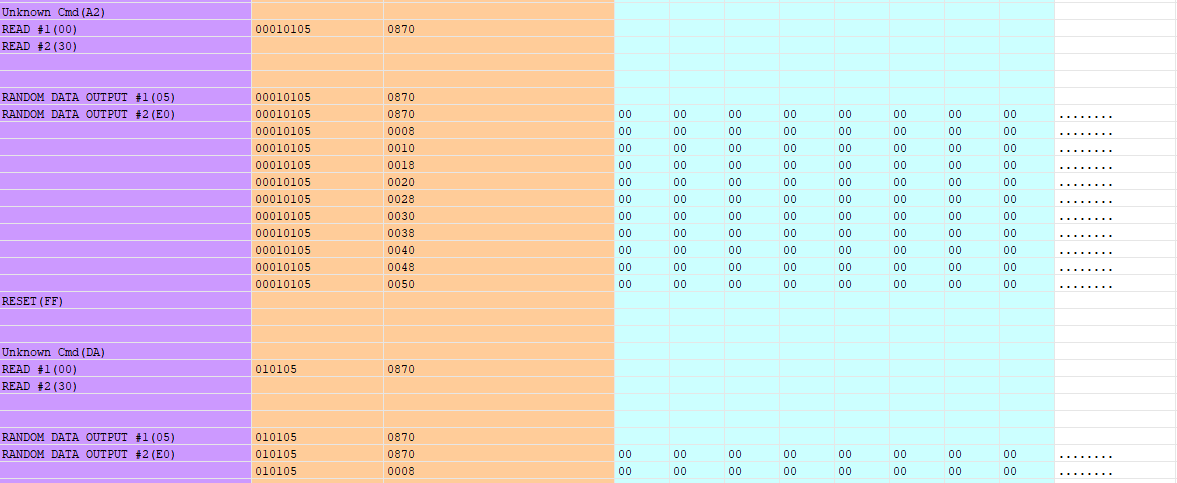 Unknown Cmd(A2)
READ #1(00) 00010105 0870
READ #2(30)
RANDOM DATA OUTPUT #1(05) 00010105 0870
RANDOM DATA OUTPUT #2(E0) 00010105 0870 00 00 00 00 00 00 00 00 ........
00010105 0008 00 00 00 00 00 00 00 00 ........
00010105 0010 00 00 00 00 00 00 00 00 ........
00010105 0018 00 00 00 00 00 00 00 00 ........
00010105 0020 00 00 00 00 00 00 00 00 ........
00010105 0028 00 00 00 00 00 00 00 00 ........
00010105 0030 00 00 00 00 00 00 00 00 ........
00010105 0038 00 00 00 00 00 00 00 00 ........
00010105 0040 00 00 00 00 00 00 00 00 ........
00010105 0048 00 00 00 00 00 00 00 00 ........
00010105 0050 00 00 00 00 00 00 00 00 ........
RESET(FF)
Unknown Cmd(DA)
READ #1(00) 010105 0870
READ #2(30)
RANDOM DATA OUTPUT #1(05) 010105 0870
RANDOM DATA OUTPUT #2(E0) 010105 0870 00 00 00 00 00 00 00 00 ........
010105 0008 00 00 00 00 00 00 00 00 ........